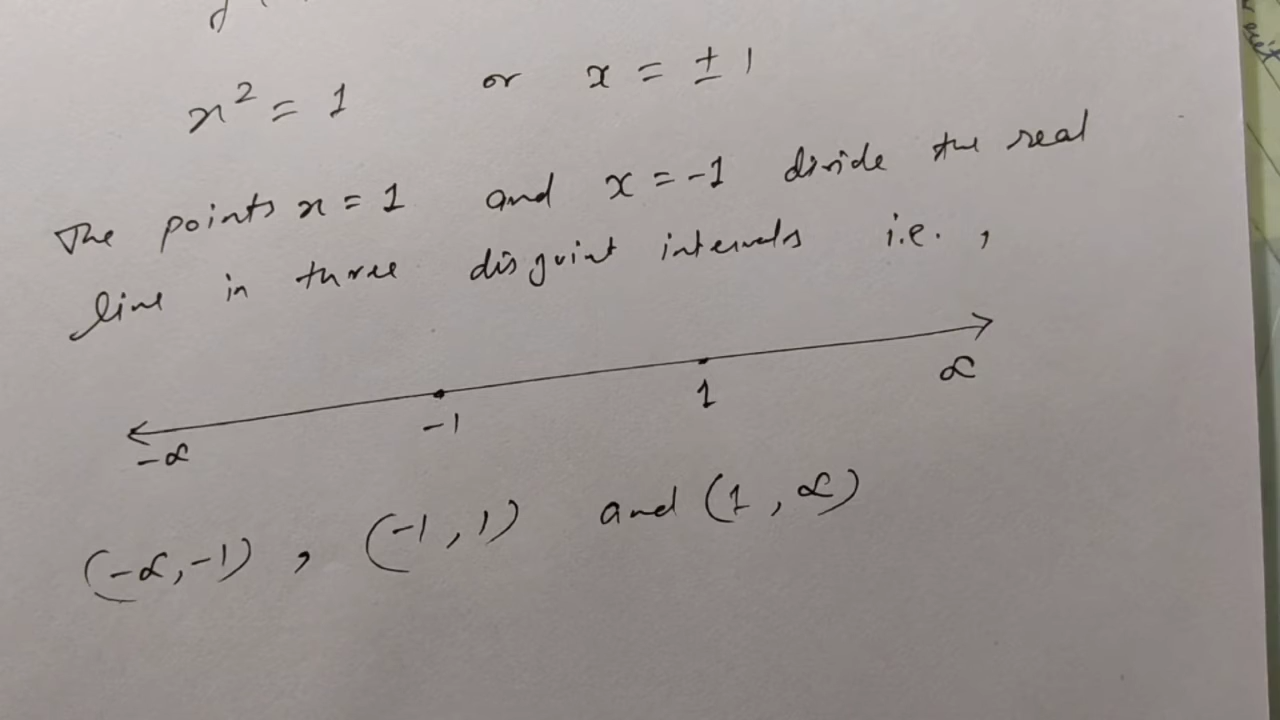 x² = 1 or x = ± 1
The points x = 1 and x = -1 divide the real
line in three disjoint intervals i.e. ,
-∞ -1 1 ∞
(-∞, -1) , (-1, 1) and (1, ∞)